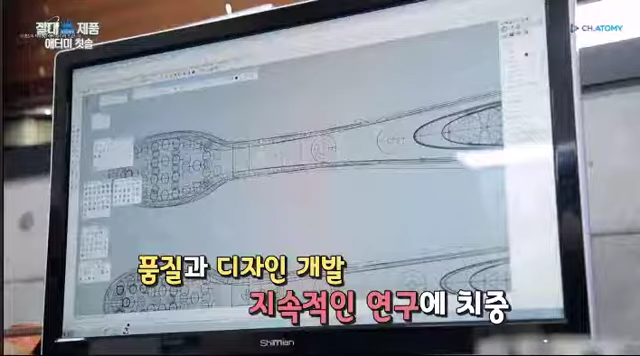 절대 제품
애터미 칫솔
CH.ATOMY
품질과 디자인 개발
지속적인 연구에 치중
Shimian